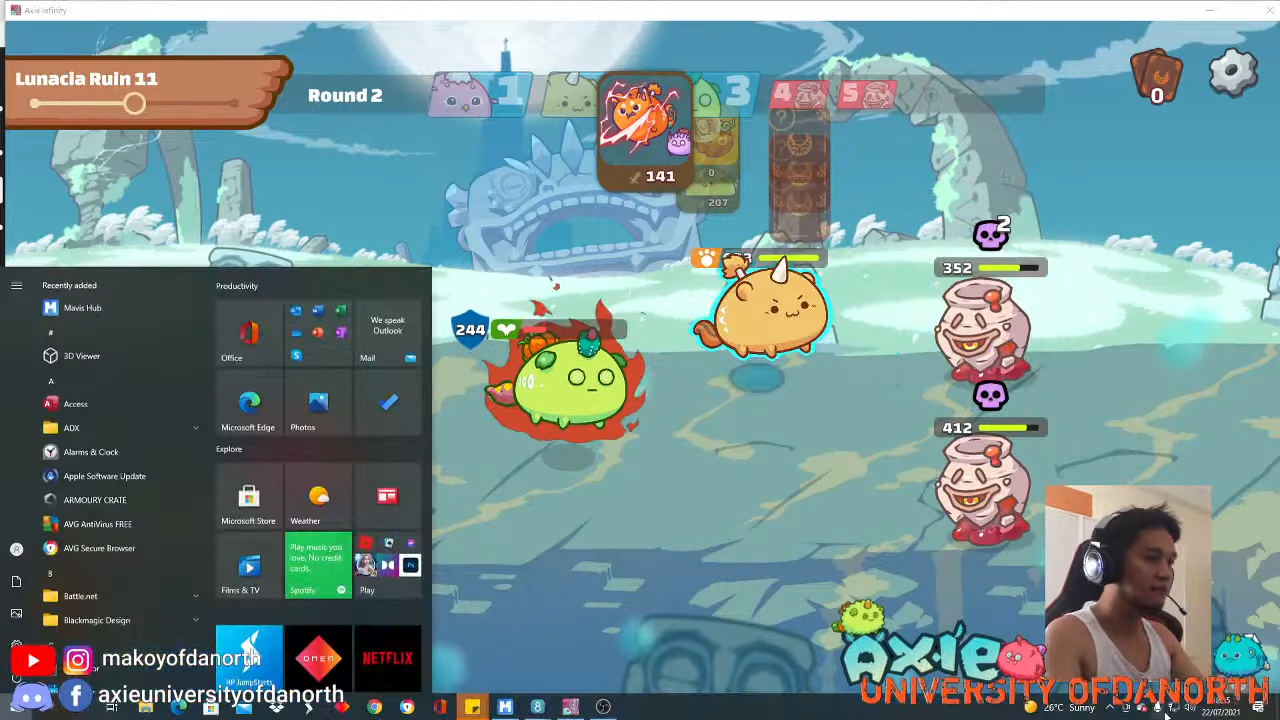 Axie Infinity
Lunacia Ruin 11
Round 2
1
3
4
5
0
141
0
207
2
352
244
412
Recently added
Mavis Hub
#
3D Viewer
A
Access
ADX
Alarms & Clock
Apple Software Update
ARMOURY CRATE
AVG AntiVirus FREE
AVG Secure Browser
B
Battle.net
Blackmagic Design
Productivity
Office
We speak
Outlook
Mail
Microsoft Edge
Photos
Explore
Microsoft Store
Weather
Films & TV
Play music you
love. No credit
cards.
Spotify
Ps
Play
HP JumpStarts
OMEN
NETFLIX
makoyofdanorth
axieuniversityofdanorth
axie
UNIVERSITY OFDANORTH
26°C Sunny
22/07/2021